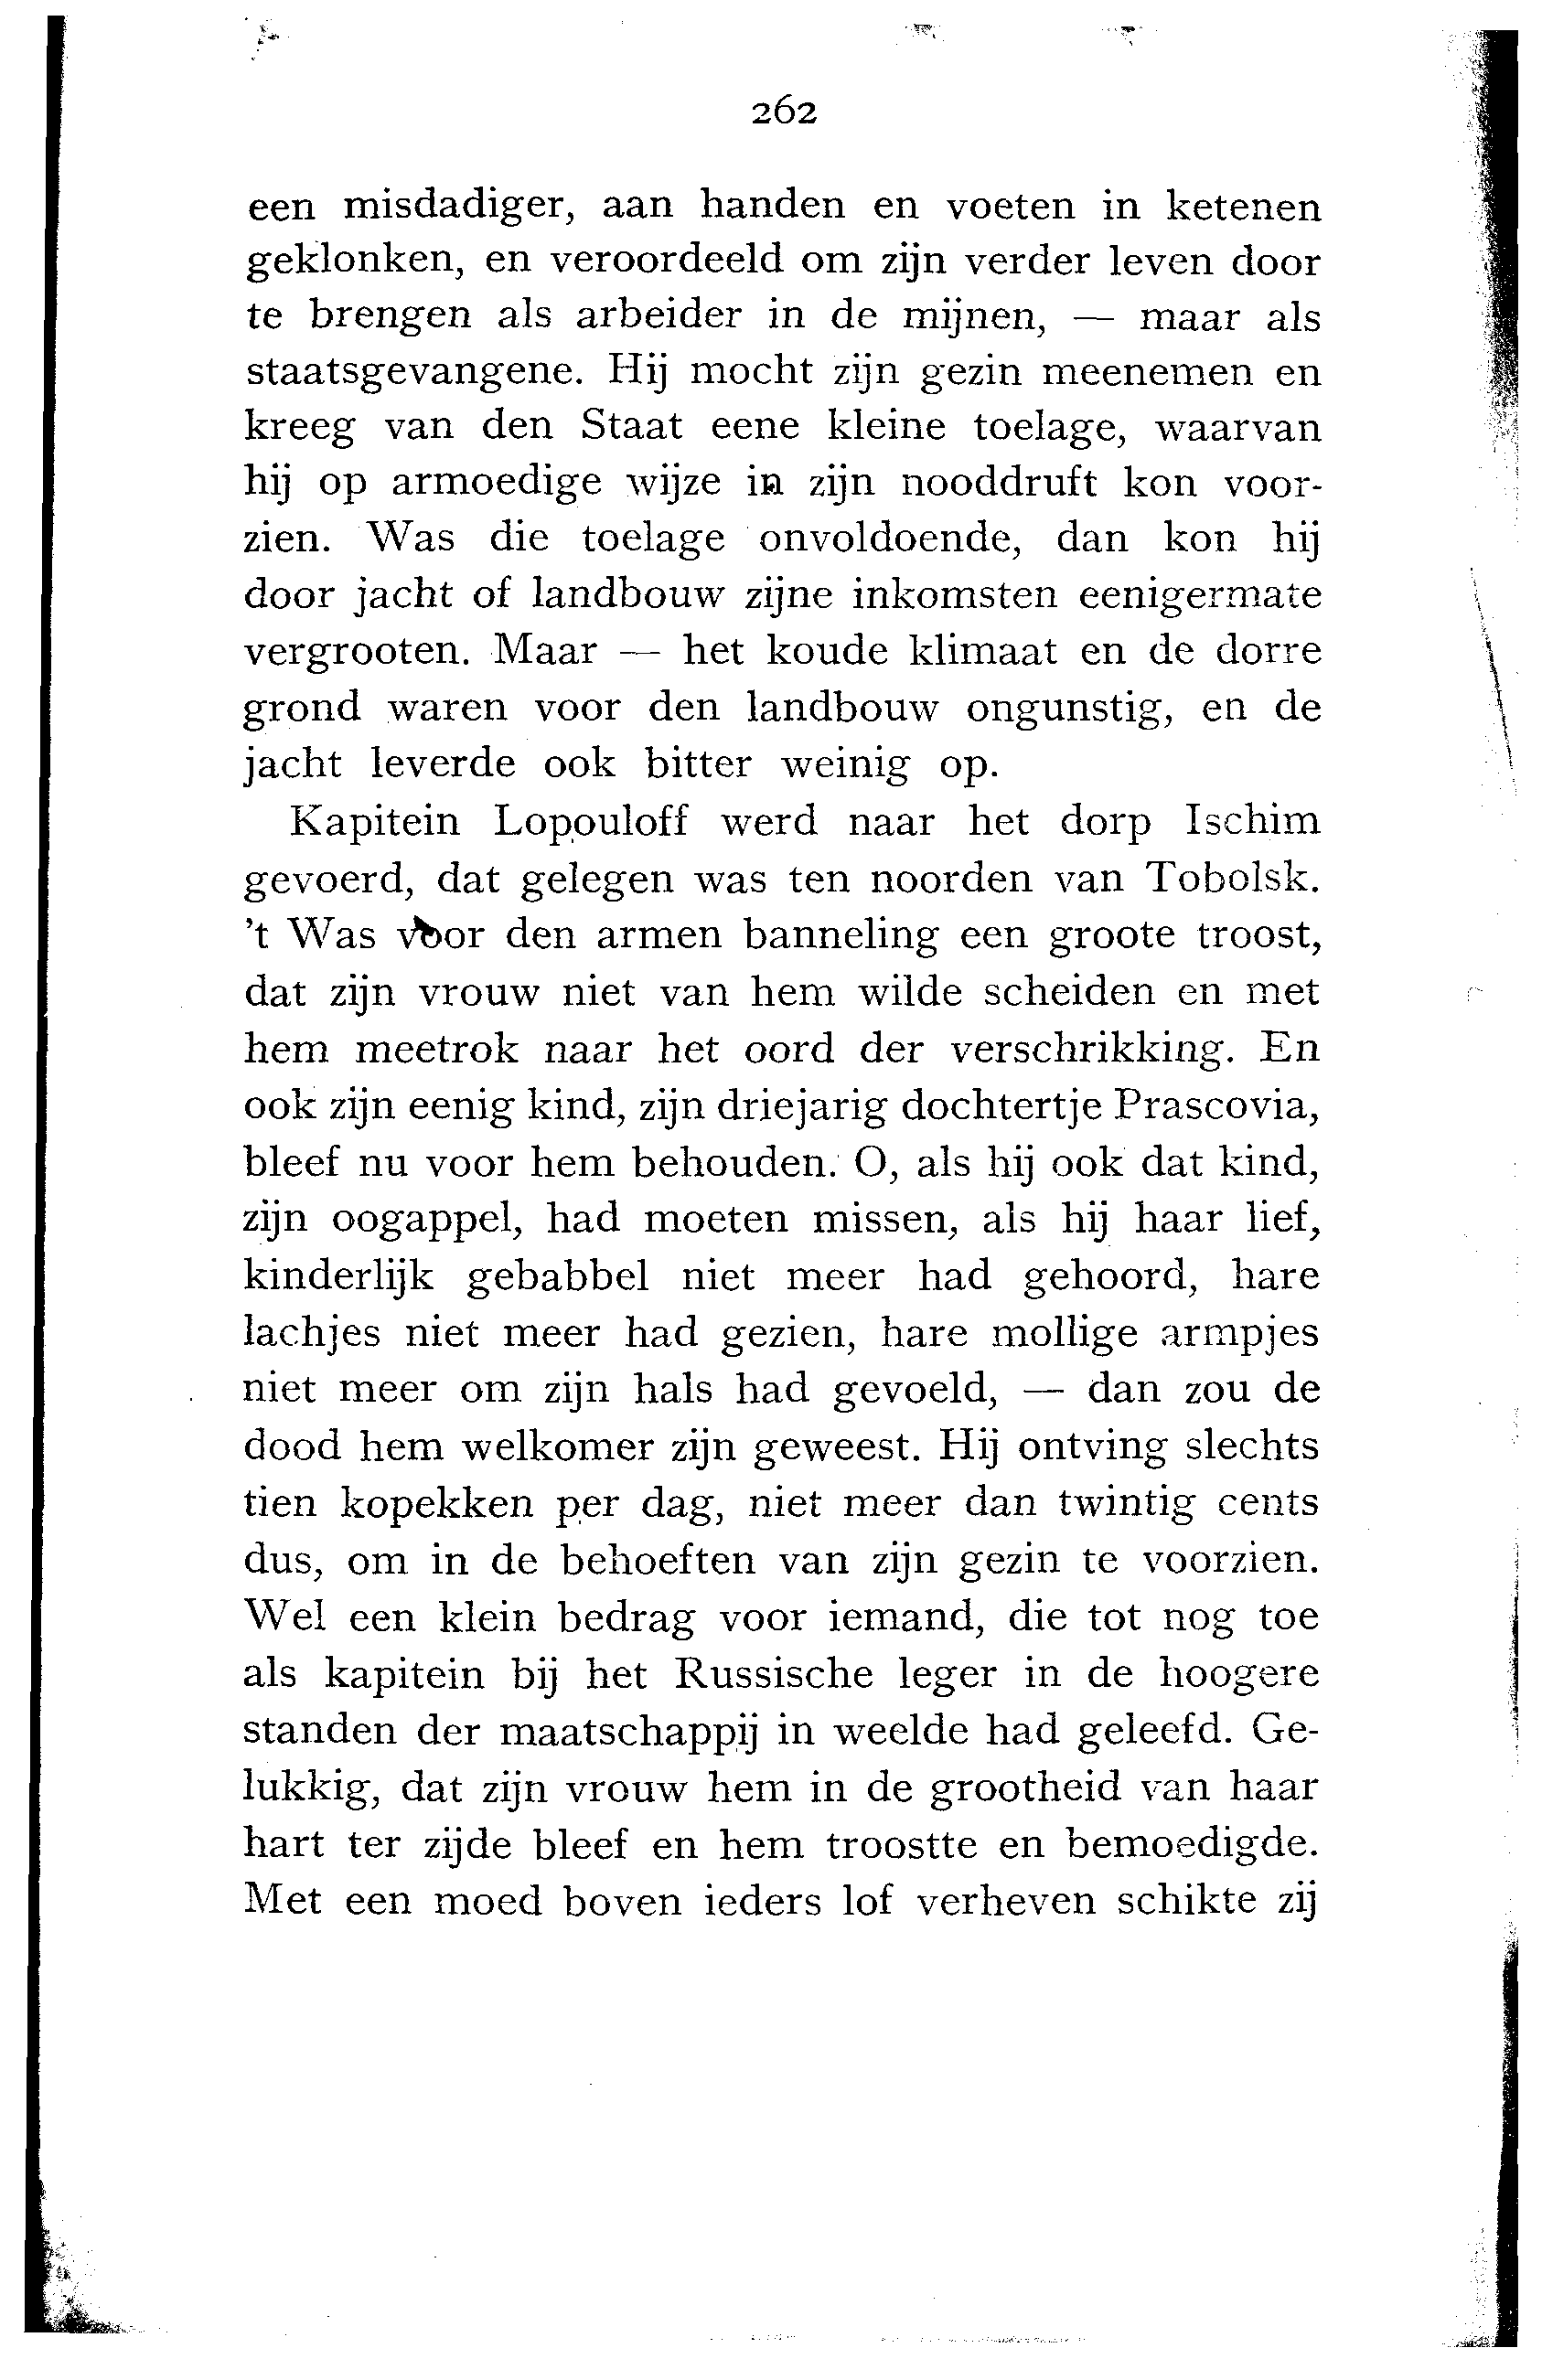 262
een misdadiger, aan handen en voeten in ketenen
geklonken, en veroordeeld om zijn verder leven door
te brengen als arbeider in de mijnen, — maar als
staatsgevangene. Hij mocht zijn gezin meenemen en
kreeg van den Staat eene kleine toelage, waarvan
hij op armoedige wijze in zijn nooddruft kon voor-
zien. Was die toelage onvoldoende, dan kon hij
door jacht of landbouw zijne inkomsten eenigermate
vergrooten. Maar — het koude klimaat en de dorre
grond waren voor den landbouw ongunstig, en de
jacht leverde ook bitter weinig op.
Kapitein Lopouloff werd naar het dorp Ischim
gevoerd, dat gelegen was ten noorden van Tobolsk.
't Was voor den armen banneling een groote troost,
dat zijn vrouw niet van hem wilde scheiden en met
hem meetrok naar het oord der verschrikking. En
ook zijn eenig kind, zijn driejarig dochtertje Prascovia,
bleef nu voor hem behouden. O, als hij ook dat kind,
zijn oogappel, had moeten missen, als hij haar lief,
kinderlijk gebabbel niet meer had gehoord, hare
lachjes niet meer had gezien, hare mollige armpjes
niet meer om zijn hals had gevoeld, — dan zou de
dood hem welkomer zijn geweest. Hij ontving slechts
tien kopekken per dag, niet meer dan twintig cents
dus, om in de behoeften van zijn gezin te voorzien.
Wel een klein bedrag voor iemand, die tot nog toe
als kapitein bij het Russische leger in de hoogere
standen der maatschappij in weelde had geleefd. Ge-
lukkig, dat zijn vrouw hem in de grootheid van haar
hart ter zijde bleef en hem troostte en bemoedigde.
Met een moed boven ieders lof verheven schikte zij